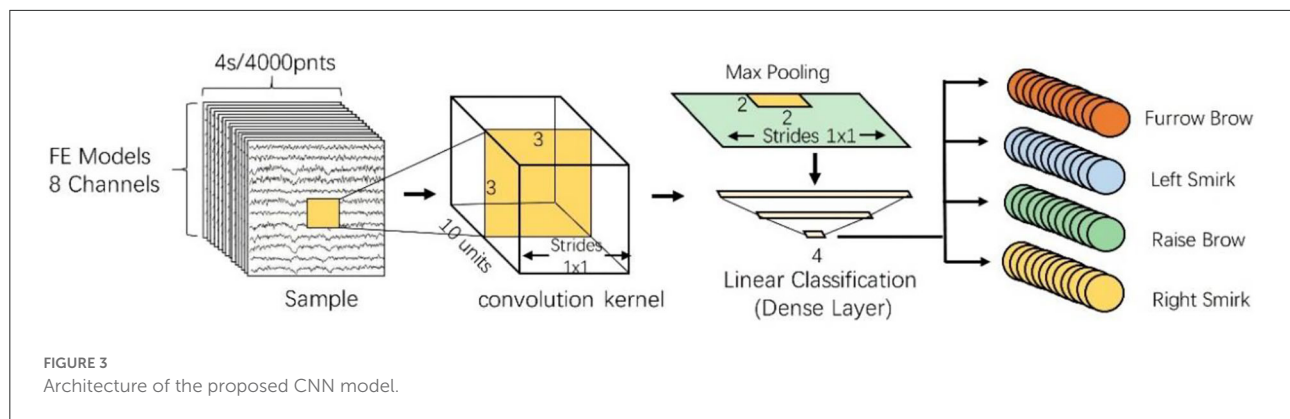 4s/4000pnts
FE Models
8 Channels
Sample
3
3
10 units
Strides
1x1
convolution kernel
Max Pooling
2
2
Strides 1x1
4
Linear Classification
(Dense Layer)
Furrow Brow
Left Smirk
Raise Brow
Right Smirk
FIGURE 3
Architecture of the proposed CNN model.